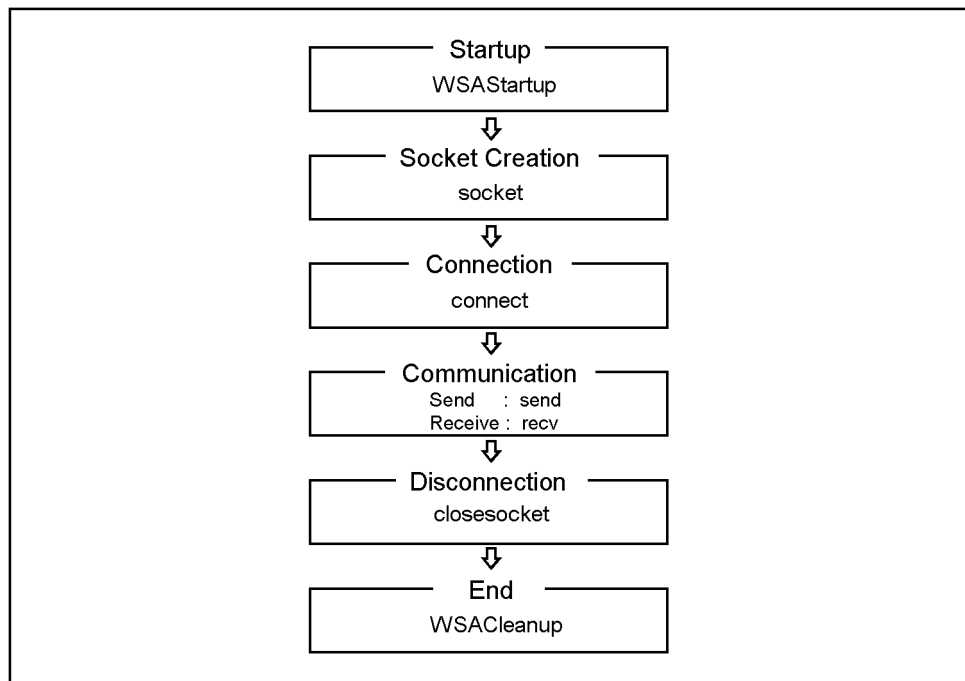 Startup
WSAStartup
Socket Creation
socket
Connection
connect
Communication
Send : send
Receive : recv
Disconnection
closesocket
End
WSACleanup